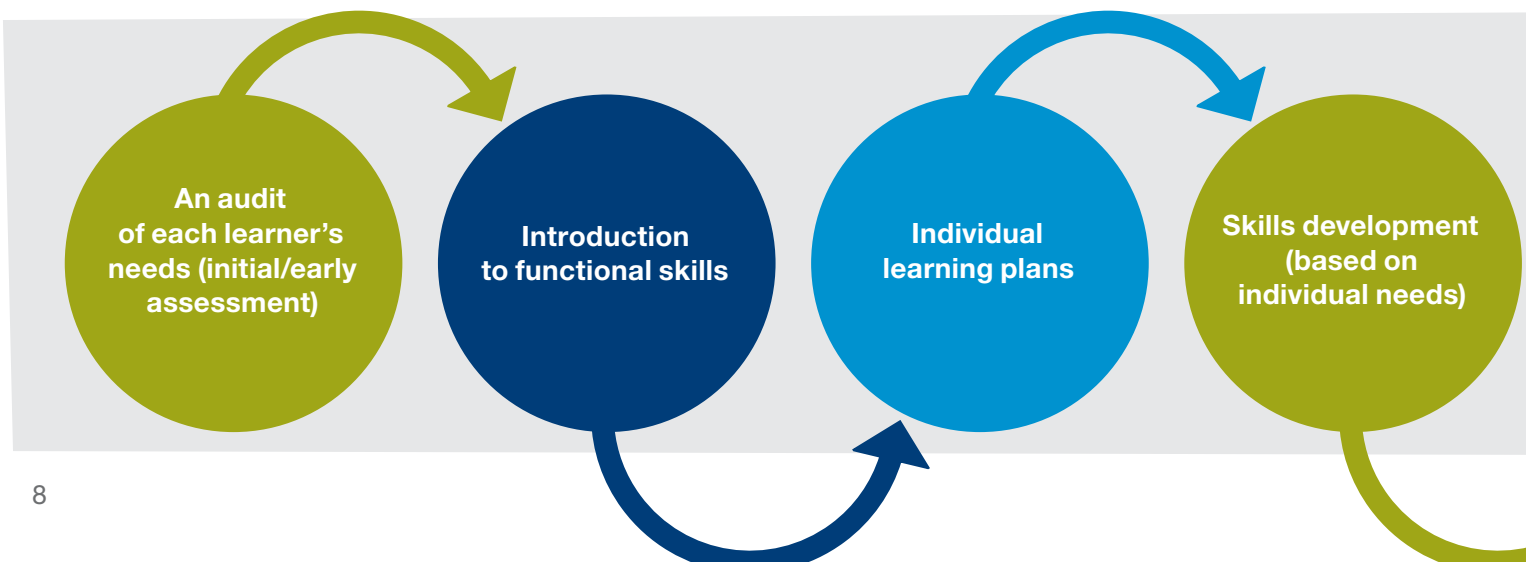 An audit
of each learner's
needs (initial/early
assessment)
Introduction
to functional skills
Individual
learning plans
Skills development
(based on
individual needs)
8